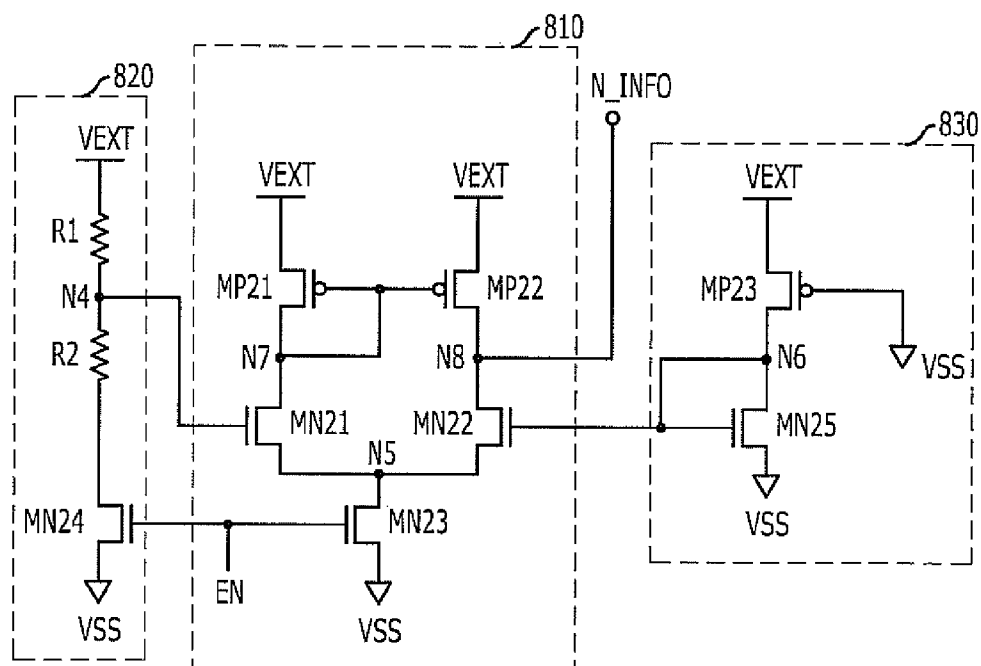 810
820
N_INFO
830
VEXT
VEXT
VEXT
VEXT
R1
MP21
MP22
MP23
N4
R2
N7
N8
N6
VSS
MN21
MN22
MN25
N5
MN24
MN23
VSS
EN
VSS
VSS